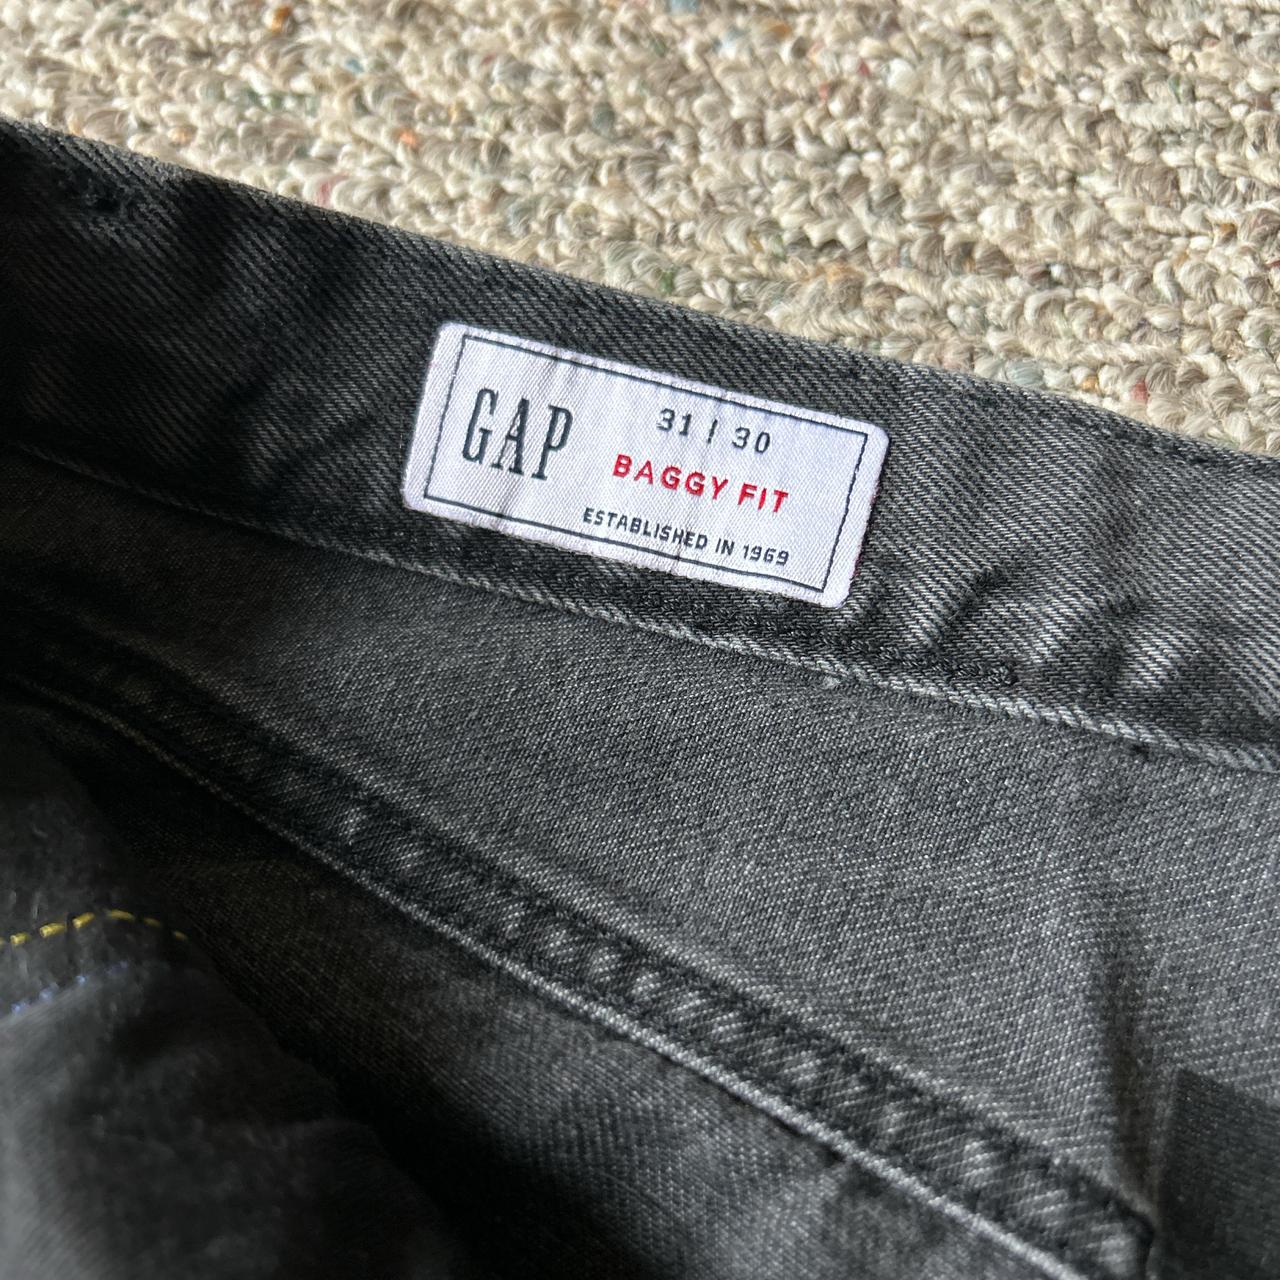 GAP
31 | 30
BAGGY FIT
ESTABLISHED IN 1969